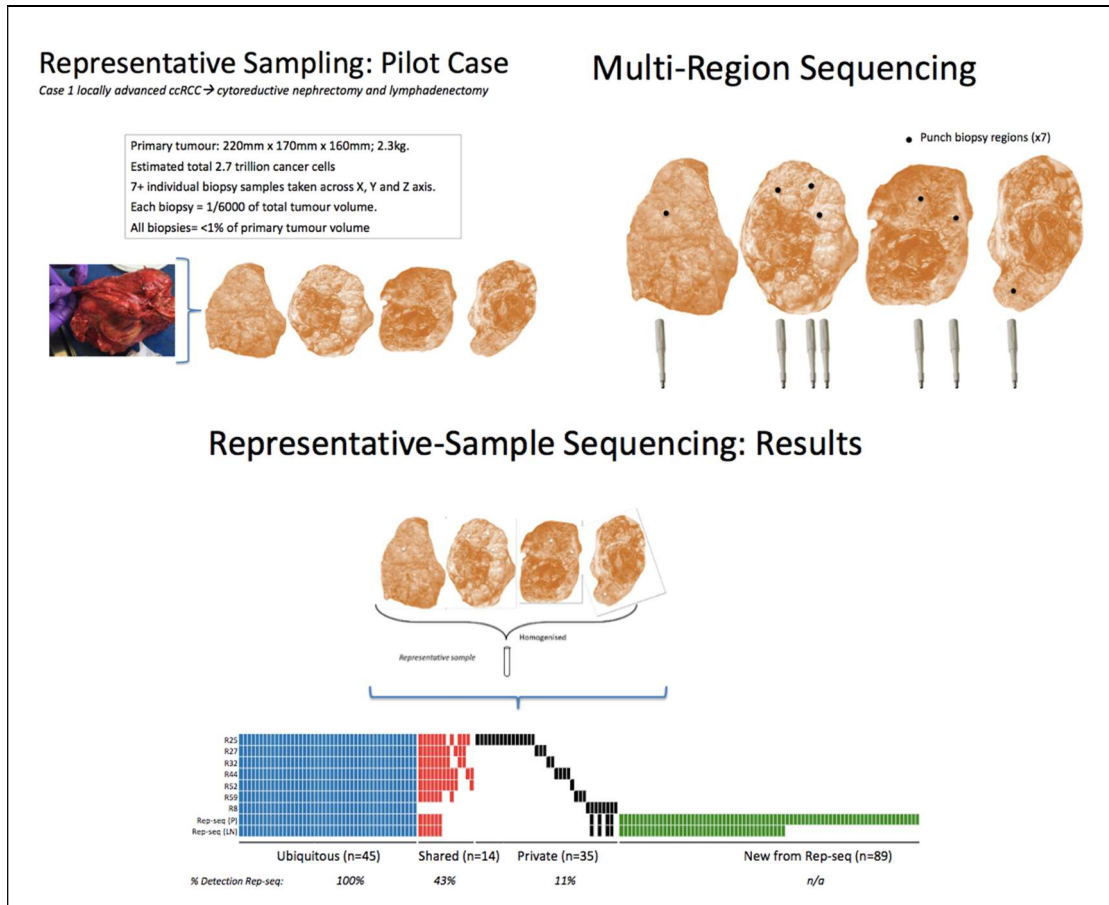 Representative Sampling: Pilot Case
Case 1 locally advanced ccRCC→ cytoreductive nephrectomy and lymphadenectomy
Primary tumour: 220mm x 170mm x 160mm; 2.3kg.
Estimated total 2.7 trillion cancer cells
7+ individual biopsy samples taken across X, Y and Z axis.
Each biopsy = 1/6000 of total tumour volume.
All biopsies= <1% of primary tumour volume
Multi-Region Sequencing
• Punch biopsy regions (x7)
Representative-Sample Sequencing: Results
Homogenised
Representative sample
R25
R27
R32
R44
R52
R59
R8
Rep-seq (P)
Rep-seq (LN)
Ubiquitous (n=45) Shared (n=14) Private (n=35) New from Rep-seq (n=89)
% Detection Rep-seq: 100% 43% 11% n/a